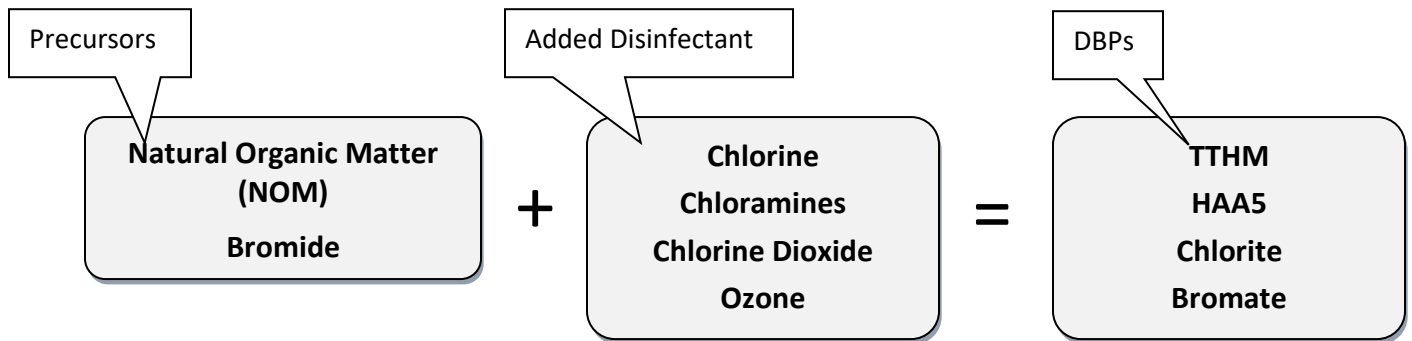 Precursors
Added Disinfectant
DBPs
Natural Organic Matter
(NOM)
Bromide
+
Chlorine
Chloramines
Chlorine Dioxide
Ozone
=
TTHM
HAA5
Chlorite
Bromate